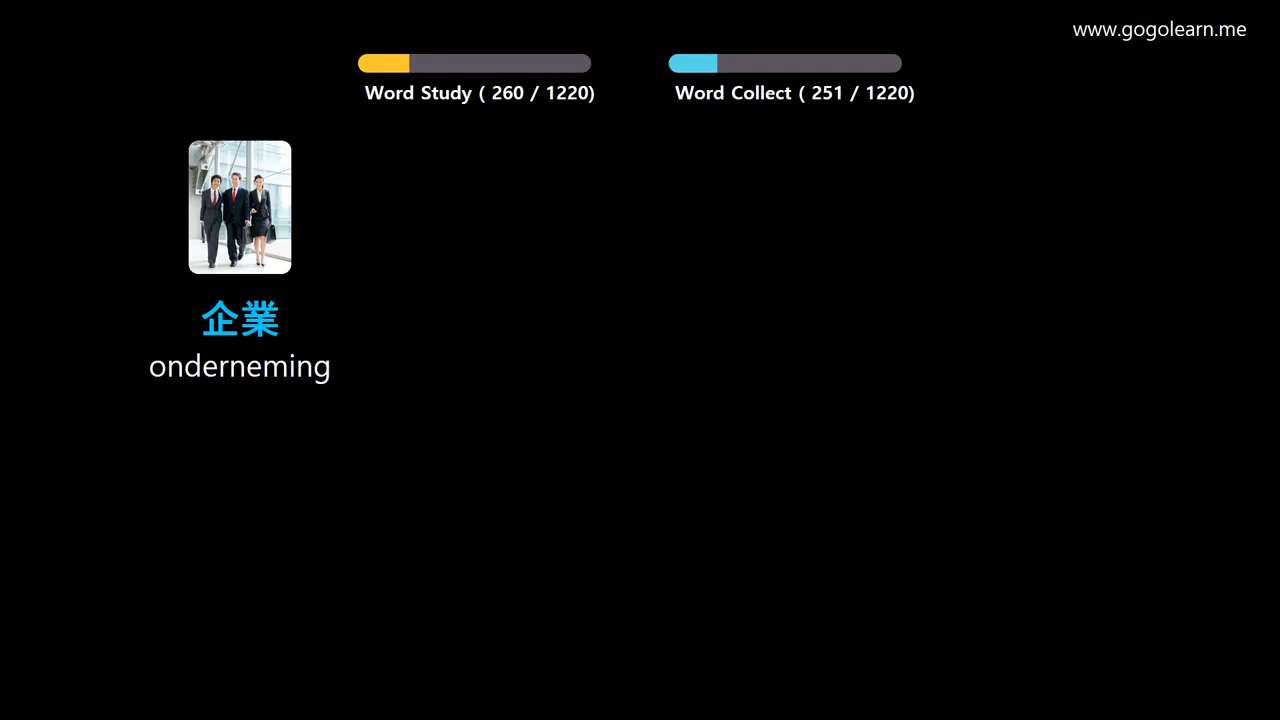 www.gogolearn.me
Word Study ( 260 / 1220)
Word Collect ( 251 / 1220)
企業
onderneming